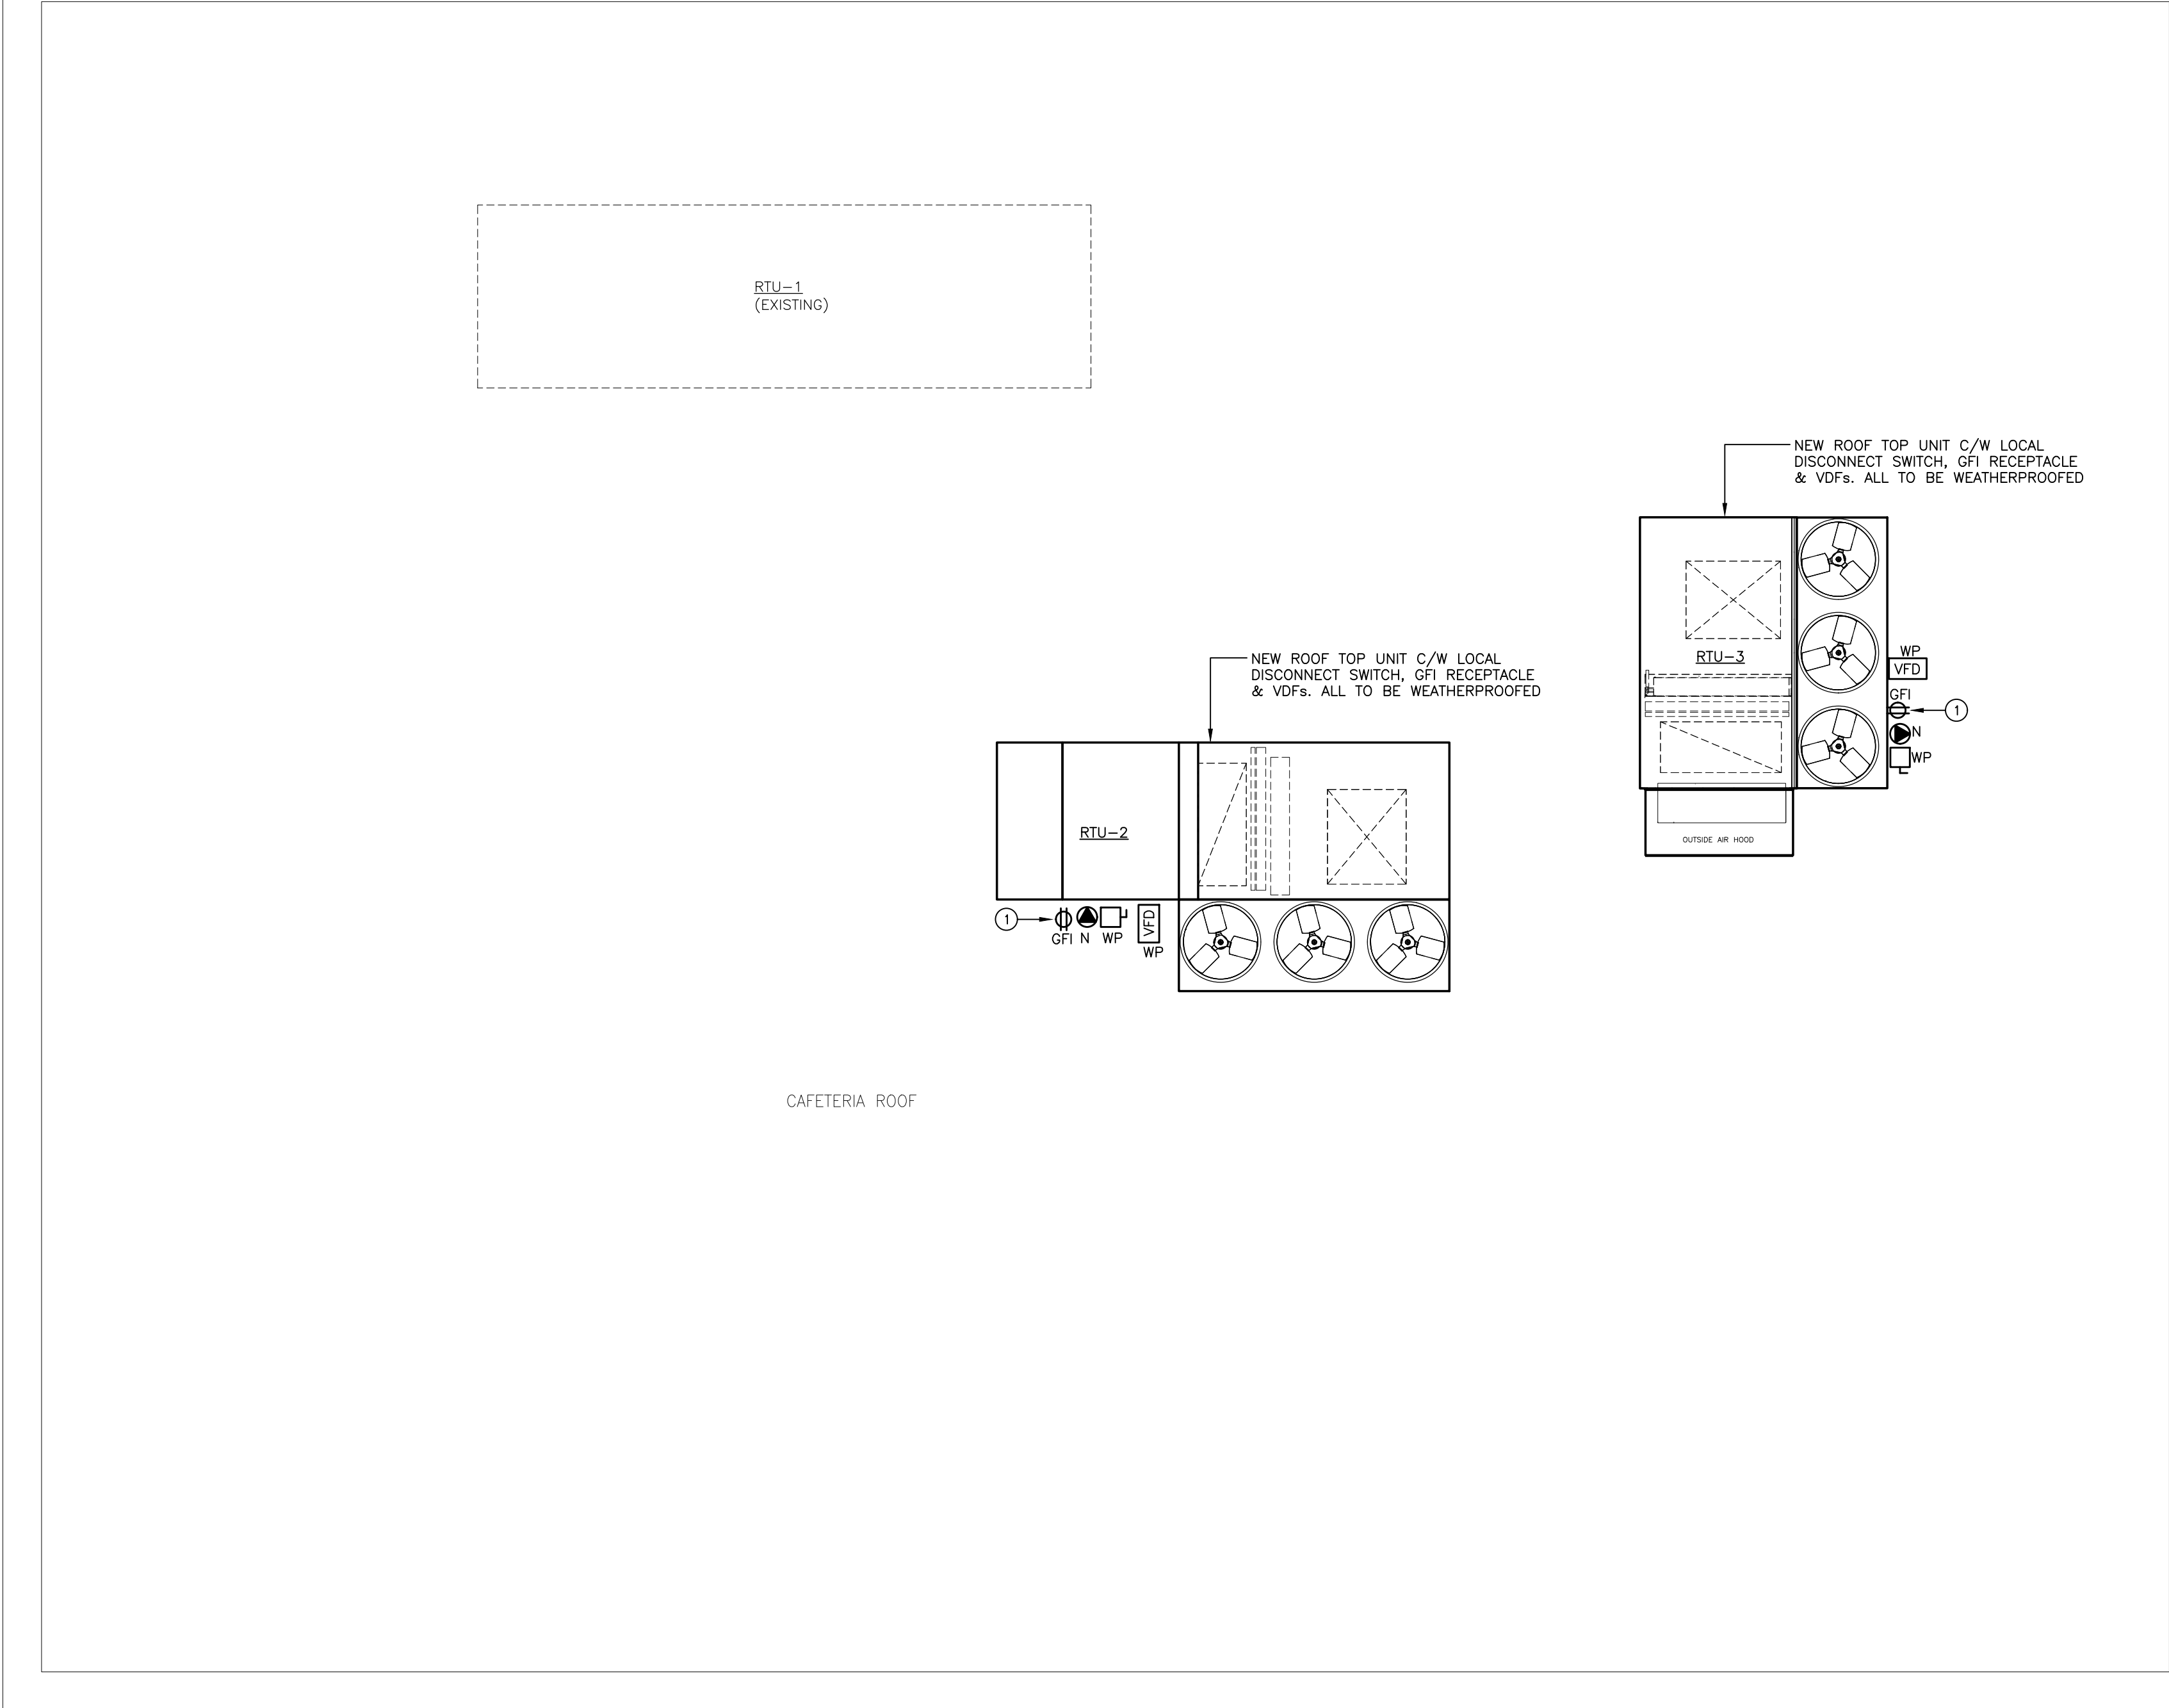 RTU-1
(EXISTING)
NEW ROOF TOP UNIT C/W LOCAL
DISCONNECT SWITCH, GFI RECEPTACLE
& VDFs. ALL TO BE WEATHERPROOFED
RTU-3
WP
VFD
GFI
1
N
WP
OUTSIDE AIR HOOD
NEW ROOF TOP UNIT C/W LOCAL
DISCONNECT SWITCH, GFI RECEPTACLE
& VDFs. ALL TO BE WEATHERPROOFED
RTU-2
1
GFI N WP
VFD
WP
CAFETERIA ROOF